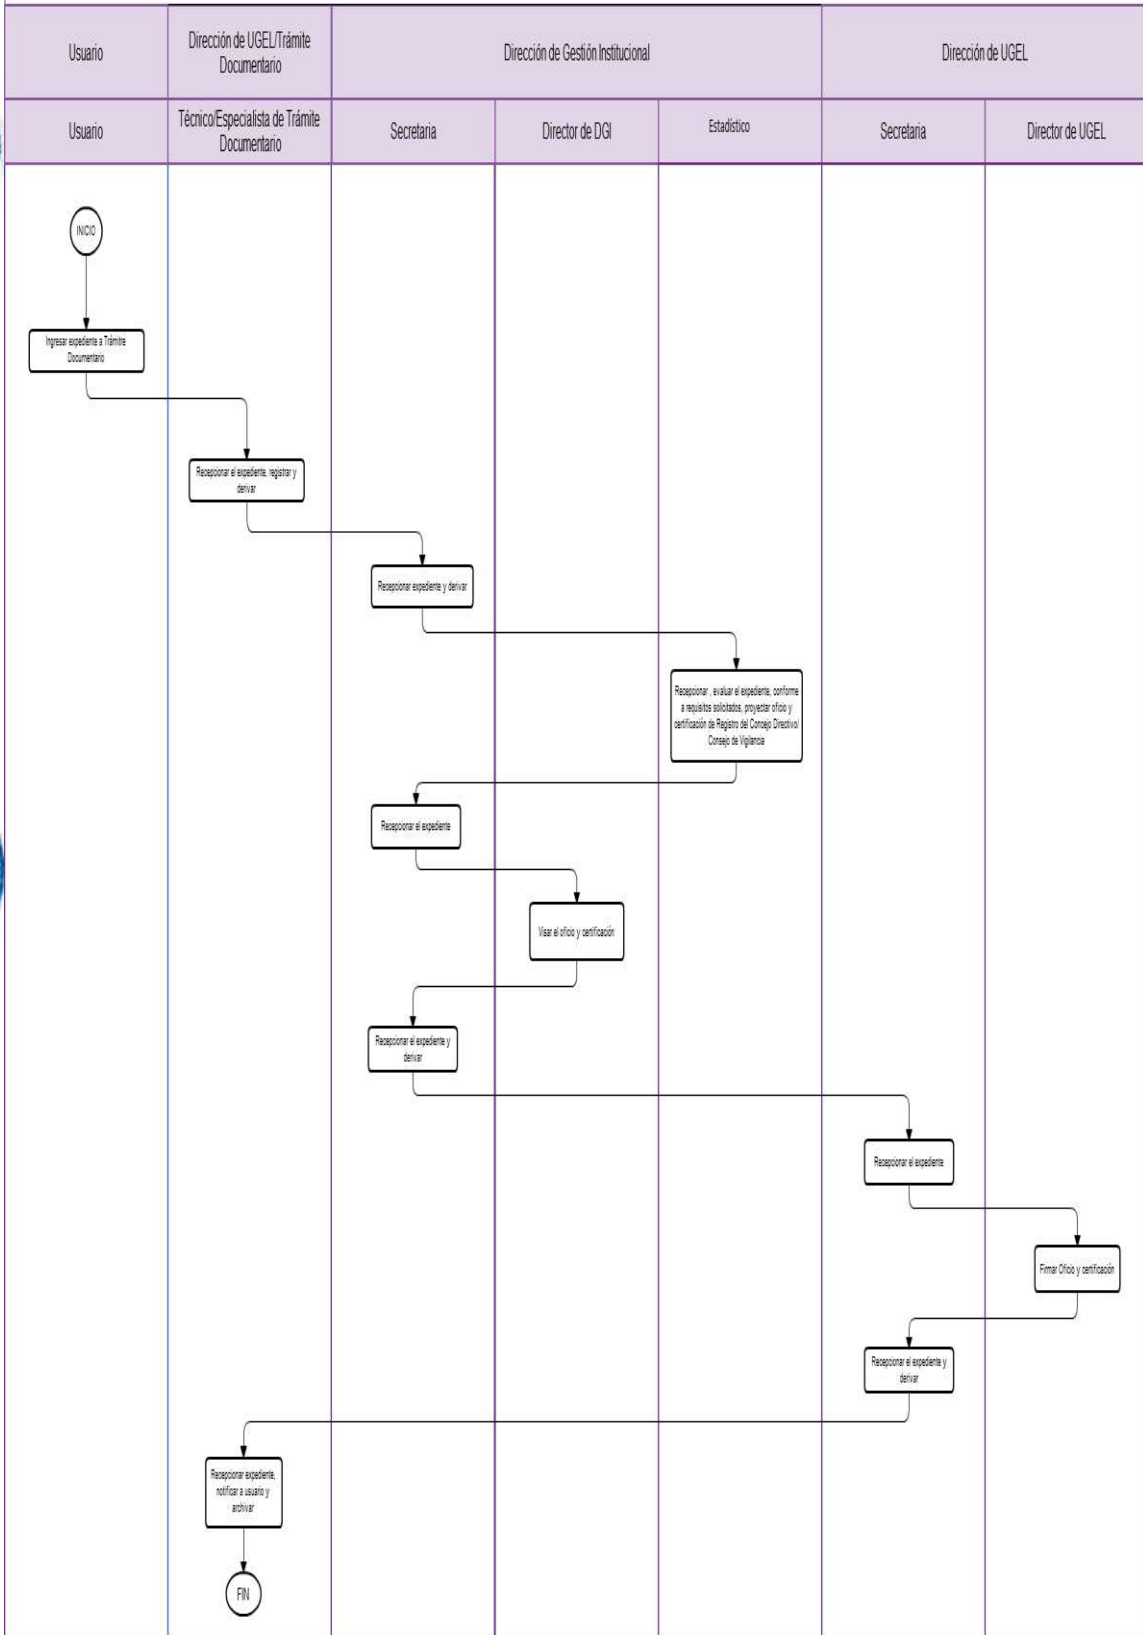 Usuario
Dirección de UGEL/Trámite
Documentario
Dirección de Gestión Institucional
Dirección de UGEL
Usuario
Técnico/Especialista de Trámite
Documentario
Secretaria
Director de DGI
Estadístico
Secretaria
Director de UGEL
INICIO
Ingresar expediente a Trámitre
Documentario
Recepcionar el expediente, registrar y
derivar
Recepcionar expediente y derivar
Recepcionar , evaluar el expediente, conforme
a requisitos solicitados, proyectar oficio y
certificación de Registro del Concejo Directivo/
Consejo de Vigilancia
Recepcionar el expediente
Visar el oficio y certificación
Recepcionar el expediente y
derivar
Recepcionar el expediente
Firmar Oficio y certificación
Recepcionar el expediente y
derivar
Recepcionar expediente,
notificar a usuario y
archivar
FIN